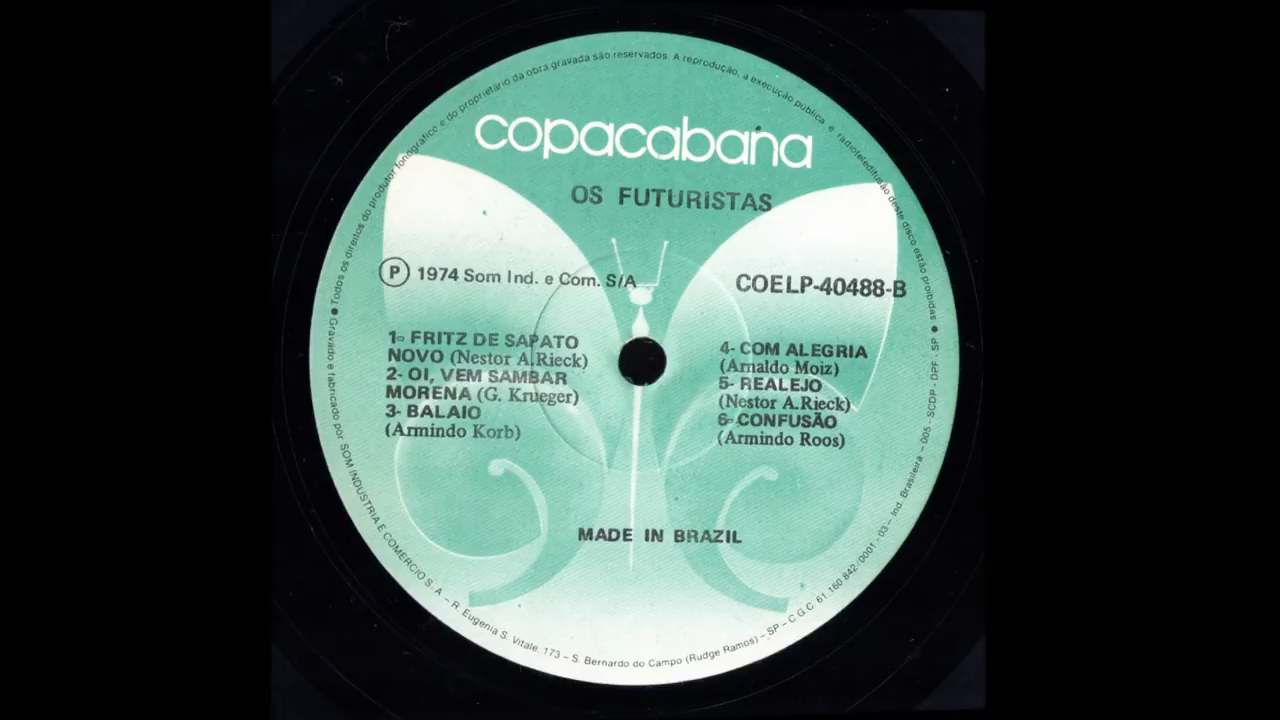 copacabana
OS FUTURISTAS
Ⓟ 1974 Som Ind. e Com. S/A
COELP-40488-B
1- FRITZ DE SAPATO
NOVO (Nestor A.Rieck)
2- OI, VEM SAMBAR
MORENA (G. Krueger)
3- BALAIO
(Armindo Korb)
4- COM ALEGRIA
(Arnaldo Moiz)
5- REALEJO
(Nestor A.Rieck)
6- CONFUSÃO
(Armindo Roos)
MADE IN BRAZIL
● Todos os direitos do produtor fonográfico e do proprietário da obra gravada são reservados. A reprodução, a execução pública e radioteledifusão deste disco estão proibidas ●
Gravado e fabricado por SOM INDUSTRIA E COMERCIO S.A – R. Eugenia S. Vitale, 173 – S. Bernardo do Campo (Rudge Ramos) – SP – C.G.C 61.160.842-0001 - 03 – Ind. Brasileira – 005 - SCDP - DPF - SP